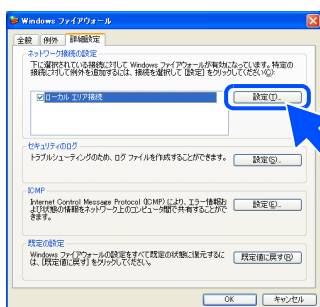 Windows ファイアウォール
全般
例外
詳細設定
ネットワーク接続の設定
下に選択されている接続に対して Windows ファイアウォールが有効になっています。特定の
接続に対して例外を追加するには、接続を選択して [設定] をクリックしてください(O):
ローカル エリア接続
設定(T)...
セキュリティのログ
トラブルシューティングのため、ログ ファイルを作成することができます。
設定(S)...
ICMP
Internet Control Message Protocol (ICMP) により、エラー情報お
よび状態の情報をネットワーク上のコンピュータ間で共有することがで
きます。
設定(E)...
既定の設定
Windows ファイアウォールの設定をすべて既定の状態に復元するに
は、[既定値に戻す] をクリックしてください。
既定値に戻す(R)
OK
キャンセル